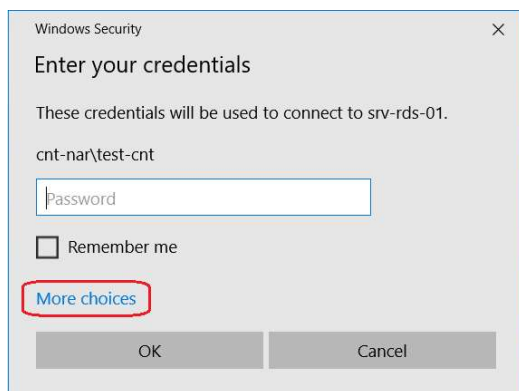 Windows Security
Enter your credentials
These credentials will be used to connect to srv-rds-01.
cnt-nar\test-cnt
Password
Remember me
More choices
OK Cancel